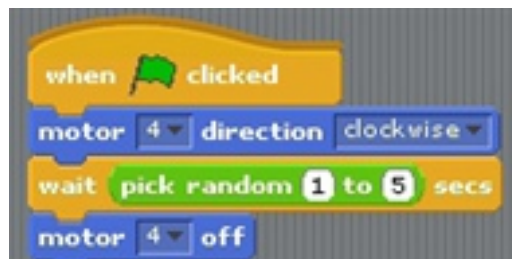 when clicked
motor 4 direction clockwise
wait pick random 1 to 5 secs
motor 4 off